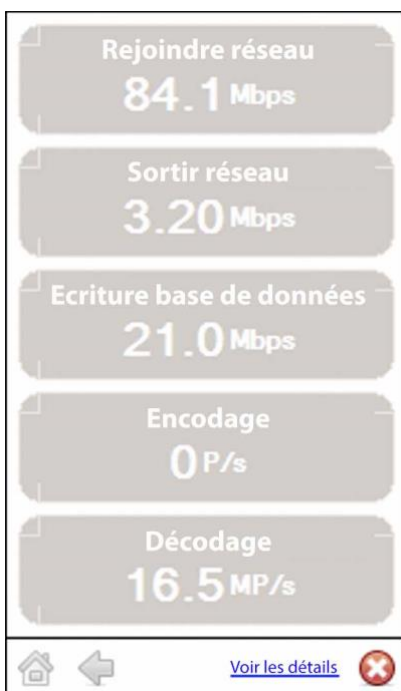 Rejoindre réseau
84.1 Mbps
Sortir réseau
3.20 Mbps
Ecriture base de données
21.0 Mbps
Encodage
0 P/s
Décodage
16.5 MP/s
Voir les détails